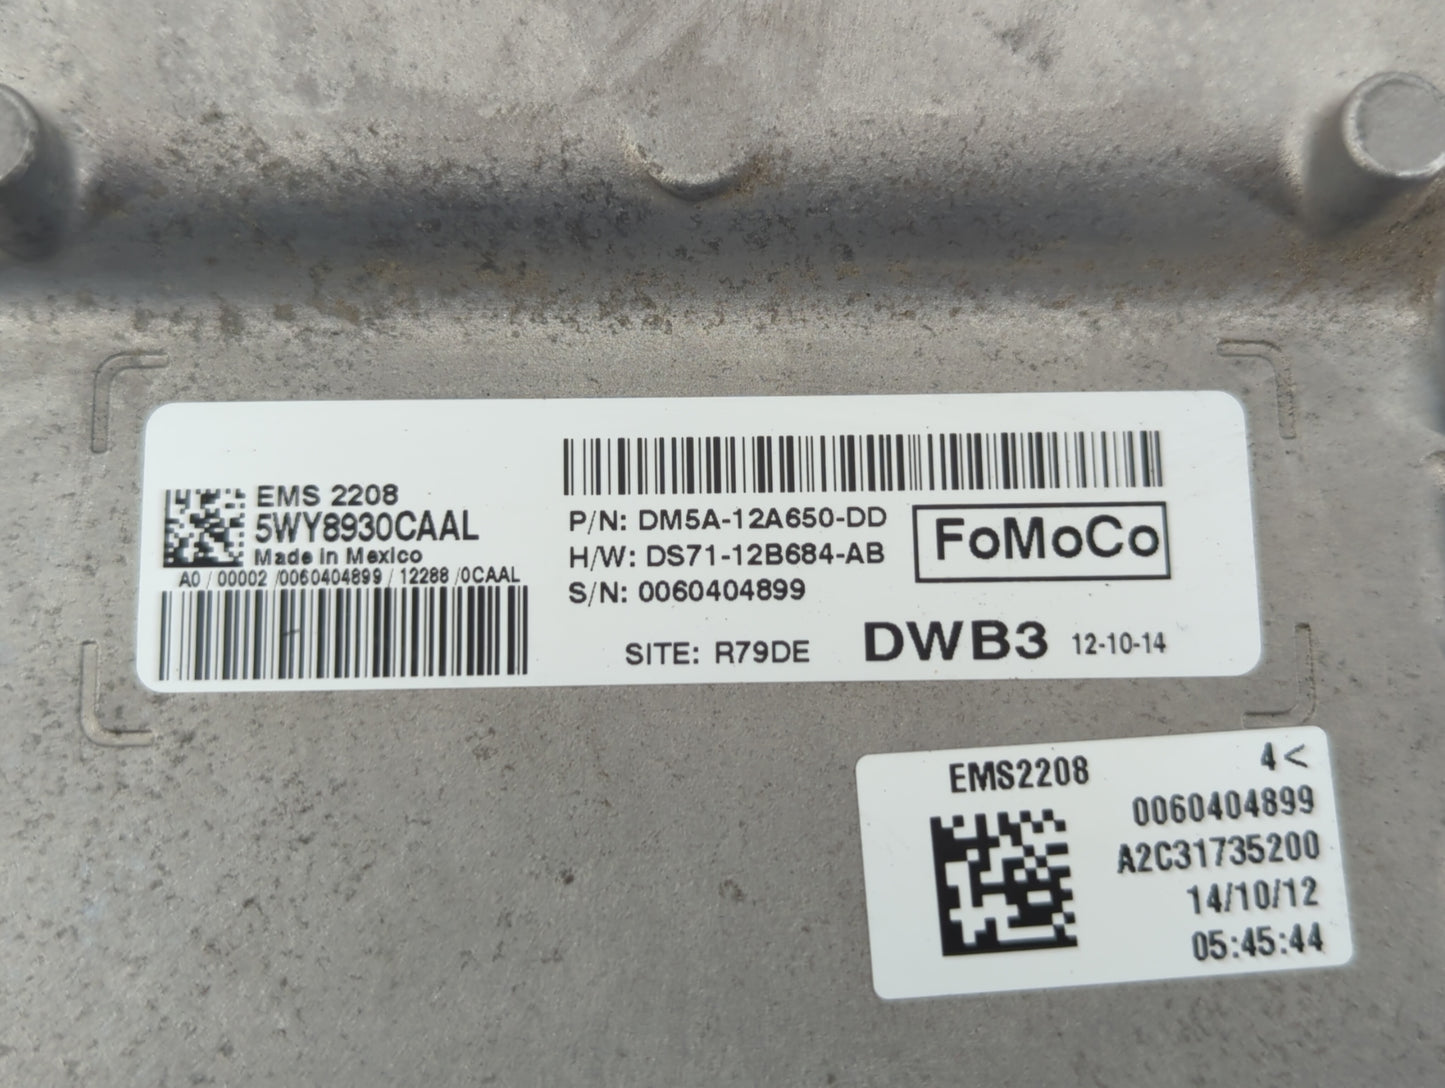 EMS 2208
5WY8930CAAL
Made in Mexico
A0 / 00002 /0060404899 / 12288 /0CAAL
P/N: DM5A-12A650-DD
H/W: DS71-12B684-AB
S/N: 0060404899
FoMoCo
SITE: R79DE DWB3 12-10-14
EMS2208 4<
0060404899
A2C31735200
14/10/12
05:45:44